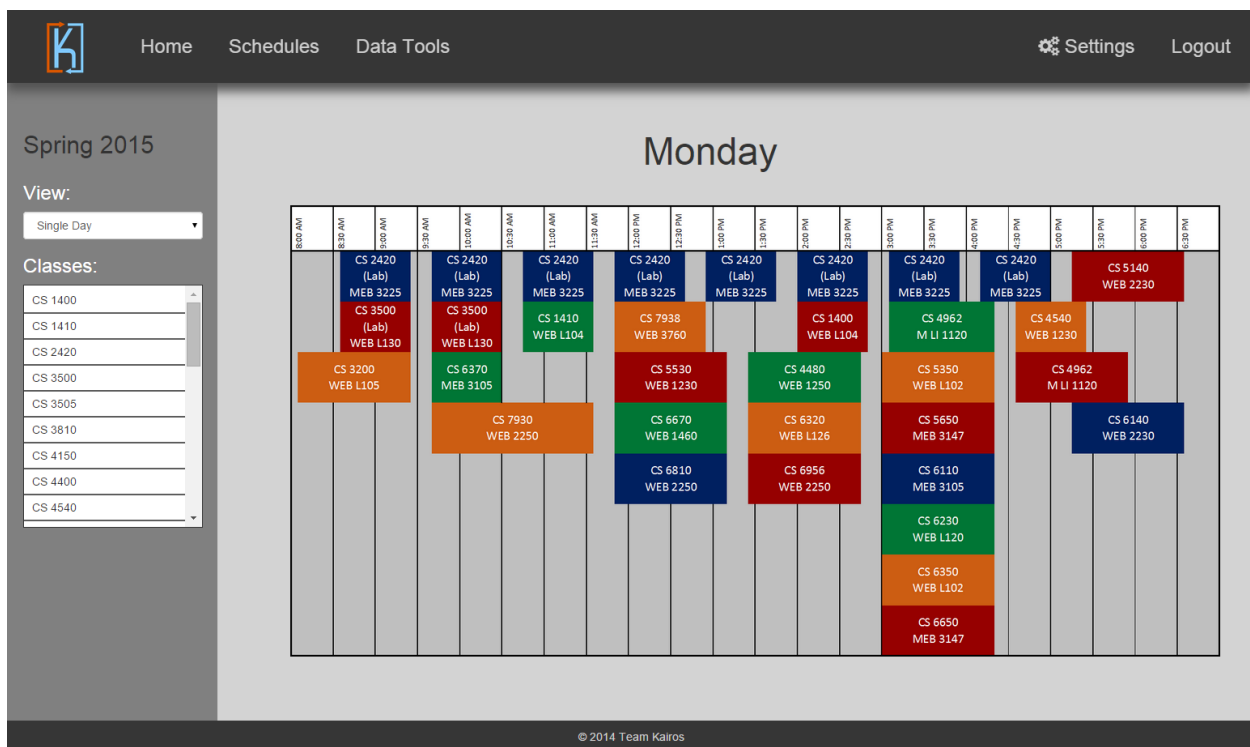 Home
Schedules
Data Tools
Settings
Logout
Spring 2015
View:
Single Day
Classes:
CS 1400
CS 1410
CS 2420
CS 3500
CS 3505
CS 3810
CS 4150
CS 4400
CS 4540
Monday
8:00 AM
8:30 AM
9:00 AM
9:30 AM
10:00 AM
10:30 AM
11:00 AM
11:30 AM
12:00 PM
12:30 PM
1:00 PM
1:30 PM
2:00 PM
2:30 PM
3:00 PM
3:30 PM
4:00 PM
4:30 PM
5:00 PM
5:30 PM
6:00 PM
6:30 PM
CS 2420
(Lab)
MEB 3225
CS 2420
(Lab)
MEB 3225
CS 2420
(Lab)
MEB 3225
CS 2420
(Lab)
MEB 3225
CS 2420
(Lab)
MEB 3225
CS 2420
(Lab)
MEB 3225
CS 2420
(Lab)
MEB 3225
CS 2420
(Lab)
MEB 3225
CS 5140
WEB 2230
CS 3500
(Lab)
WEB L130
CS 3500
(Lab)
WEB L130
CS 1410
WEB L104
CS 7938
WEB 3760
CS 1400
WEB L104
CS 4962
M LI 1120
CS 4540
WEB 1230
CS 3200
WEB L105
CS 6370
MEB 3105
CS 5530
WEB 1230
CS 4480
WEB 1250
CS 5350
WEB L102
CS 4962
M LI 1120
CS 7930
WEB 2250
CS 6670
WEB 1460
CS 6320
WEB L126
CS 5650
MEB 3147
CS 6140
WEB 2230
CS 6810
WEB 2250
CS 6956
WEB 2250
CS 6110
MEB 3105
CS 6230
WEB L120
CS 6350
WEB L102
CS 6650
MEB 3147
© 2014 Team Kairos